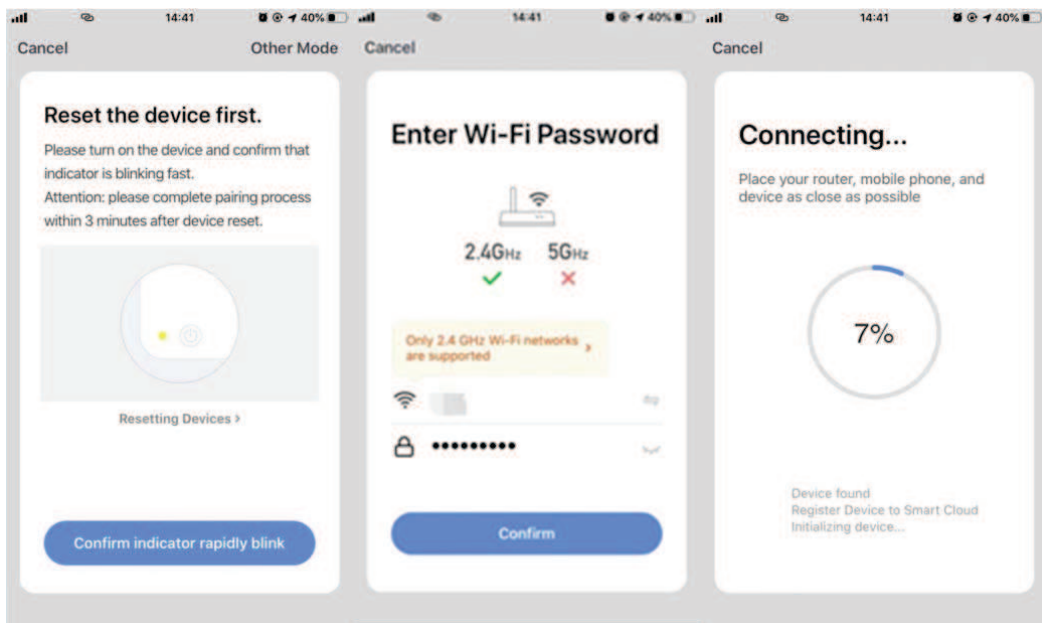 14:41
40%
Cancel
Other Mode
Reset the device first.
Please turn on the device and confirm that
indicator is blinking fast.
Attention: please complete pairing process
within 3 minutes after device reset.
Resetting Devices >
Confirm indicator rapidly blink
14:41
40%
Cancel
Enter Wi-Fi Password
2.4GHz
5GHz
Only 2.4 GHz Wi-Fi networks
are supported
Confirm
14:41
40%
Cancel
Connecting...
Place your router, mobile phone, and
device as close as possible
7%
Device found
Register Device to Smart Cloud
Initializing device...